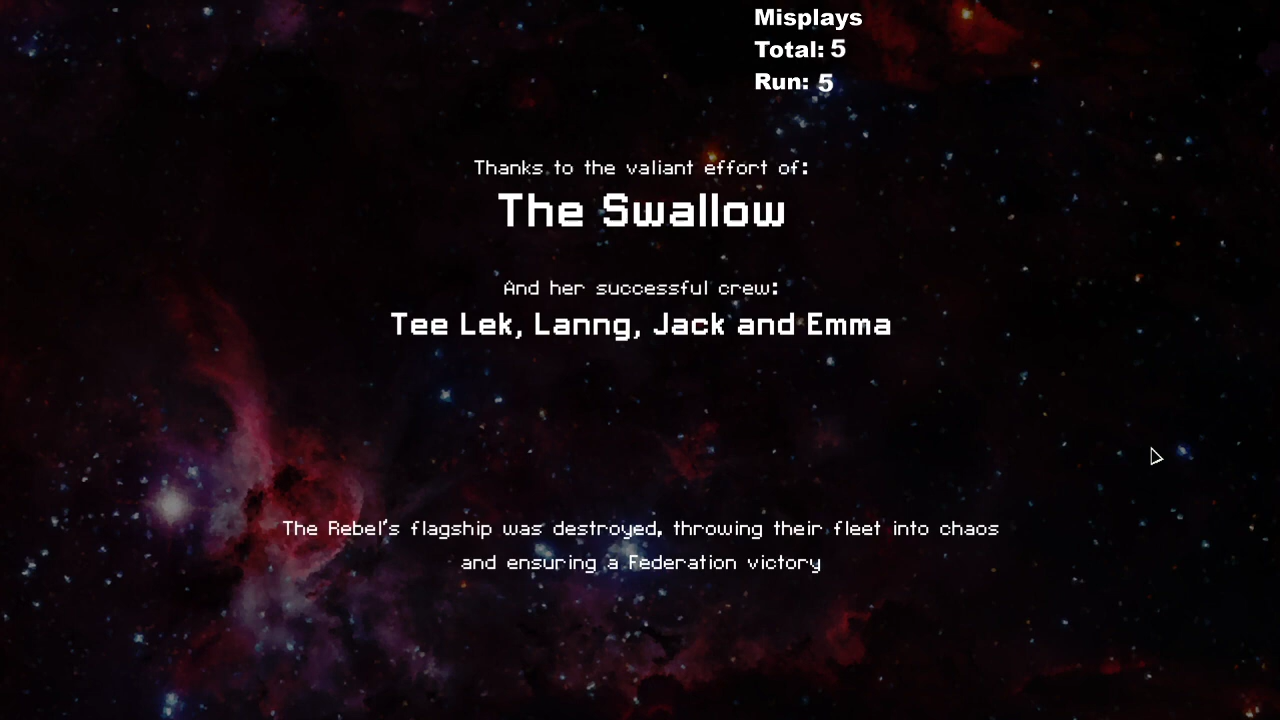 Misplays
Total: 5
Run: 5
Thanks to the valiant effort of:
The Swallow
And her successful crew:
Tee Lek, Lanng, Jack and Emma
The Rebel's flagship was destroyed, throwing their fleet into chaos
and ensuring a Federation victory